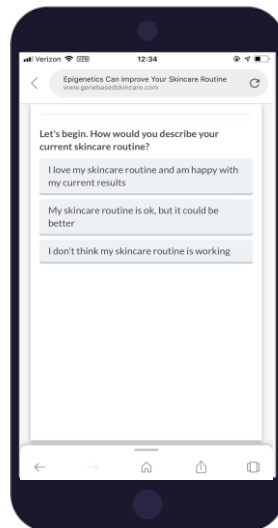 Verizon
12:34
Epigenetics Can Improve Your Skincare Routine
www.genebasedskincare.com
Let's begin. How would you describe your
current skincare routine?
I love my skincare routine and am happy with
my current results
My skincare routine is ok, but it could be
better
I don't think my skincare routine is working